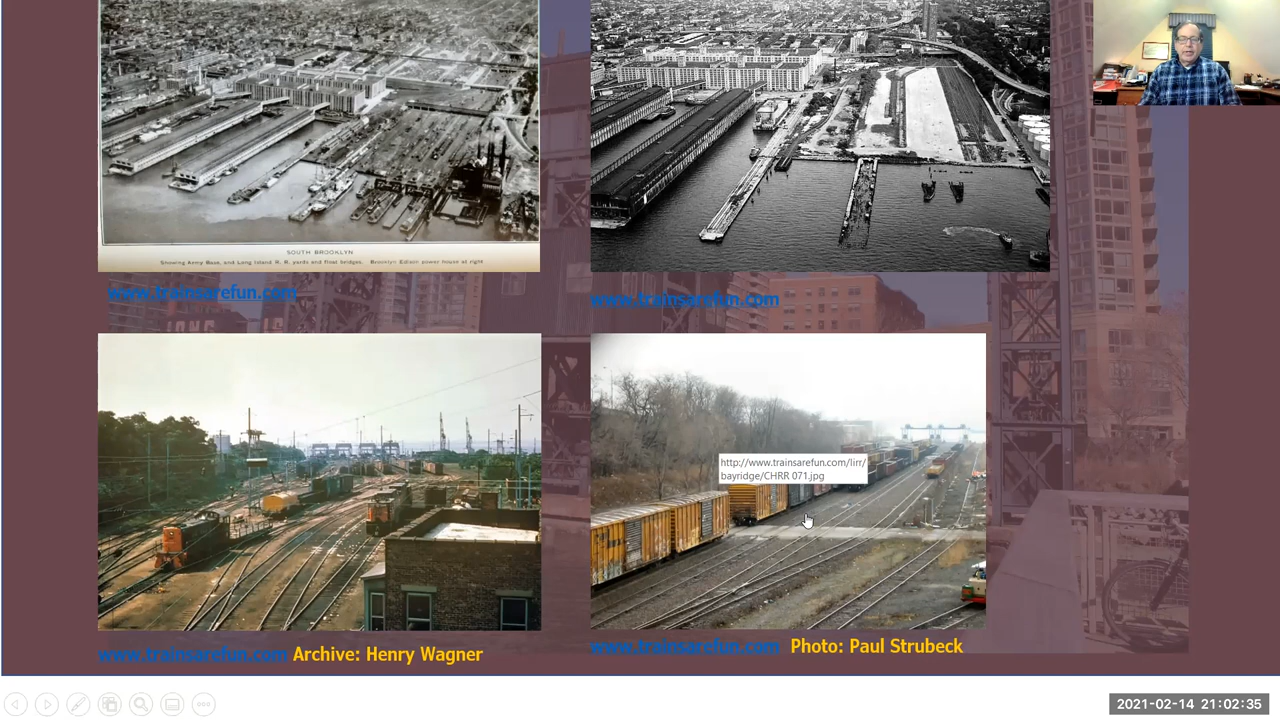 SOUTH BROOKLYN
Showing Army Base, and Long Island R. R. yards and float bridges. Brooklyn Edison power house at right
www.trainsarefun.com
www.trainsarefun.com
http://www.trainsarefun.com/lirr/
bayridge/CHRR 071.jpg
www.trainsarefun.com Archive: Henry Wagner
www.trainsarefun.com Photo: Paul Strubeck
2021-02-14 21:02:35